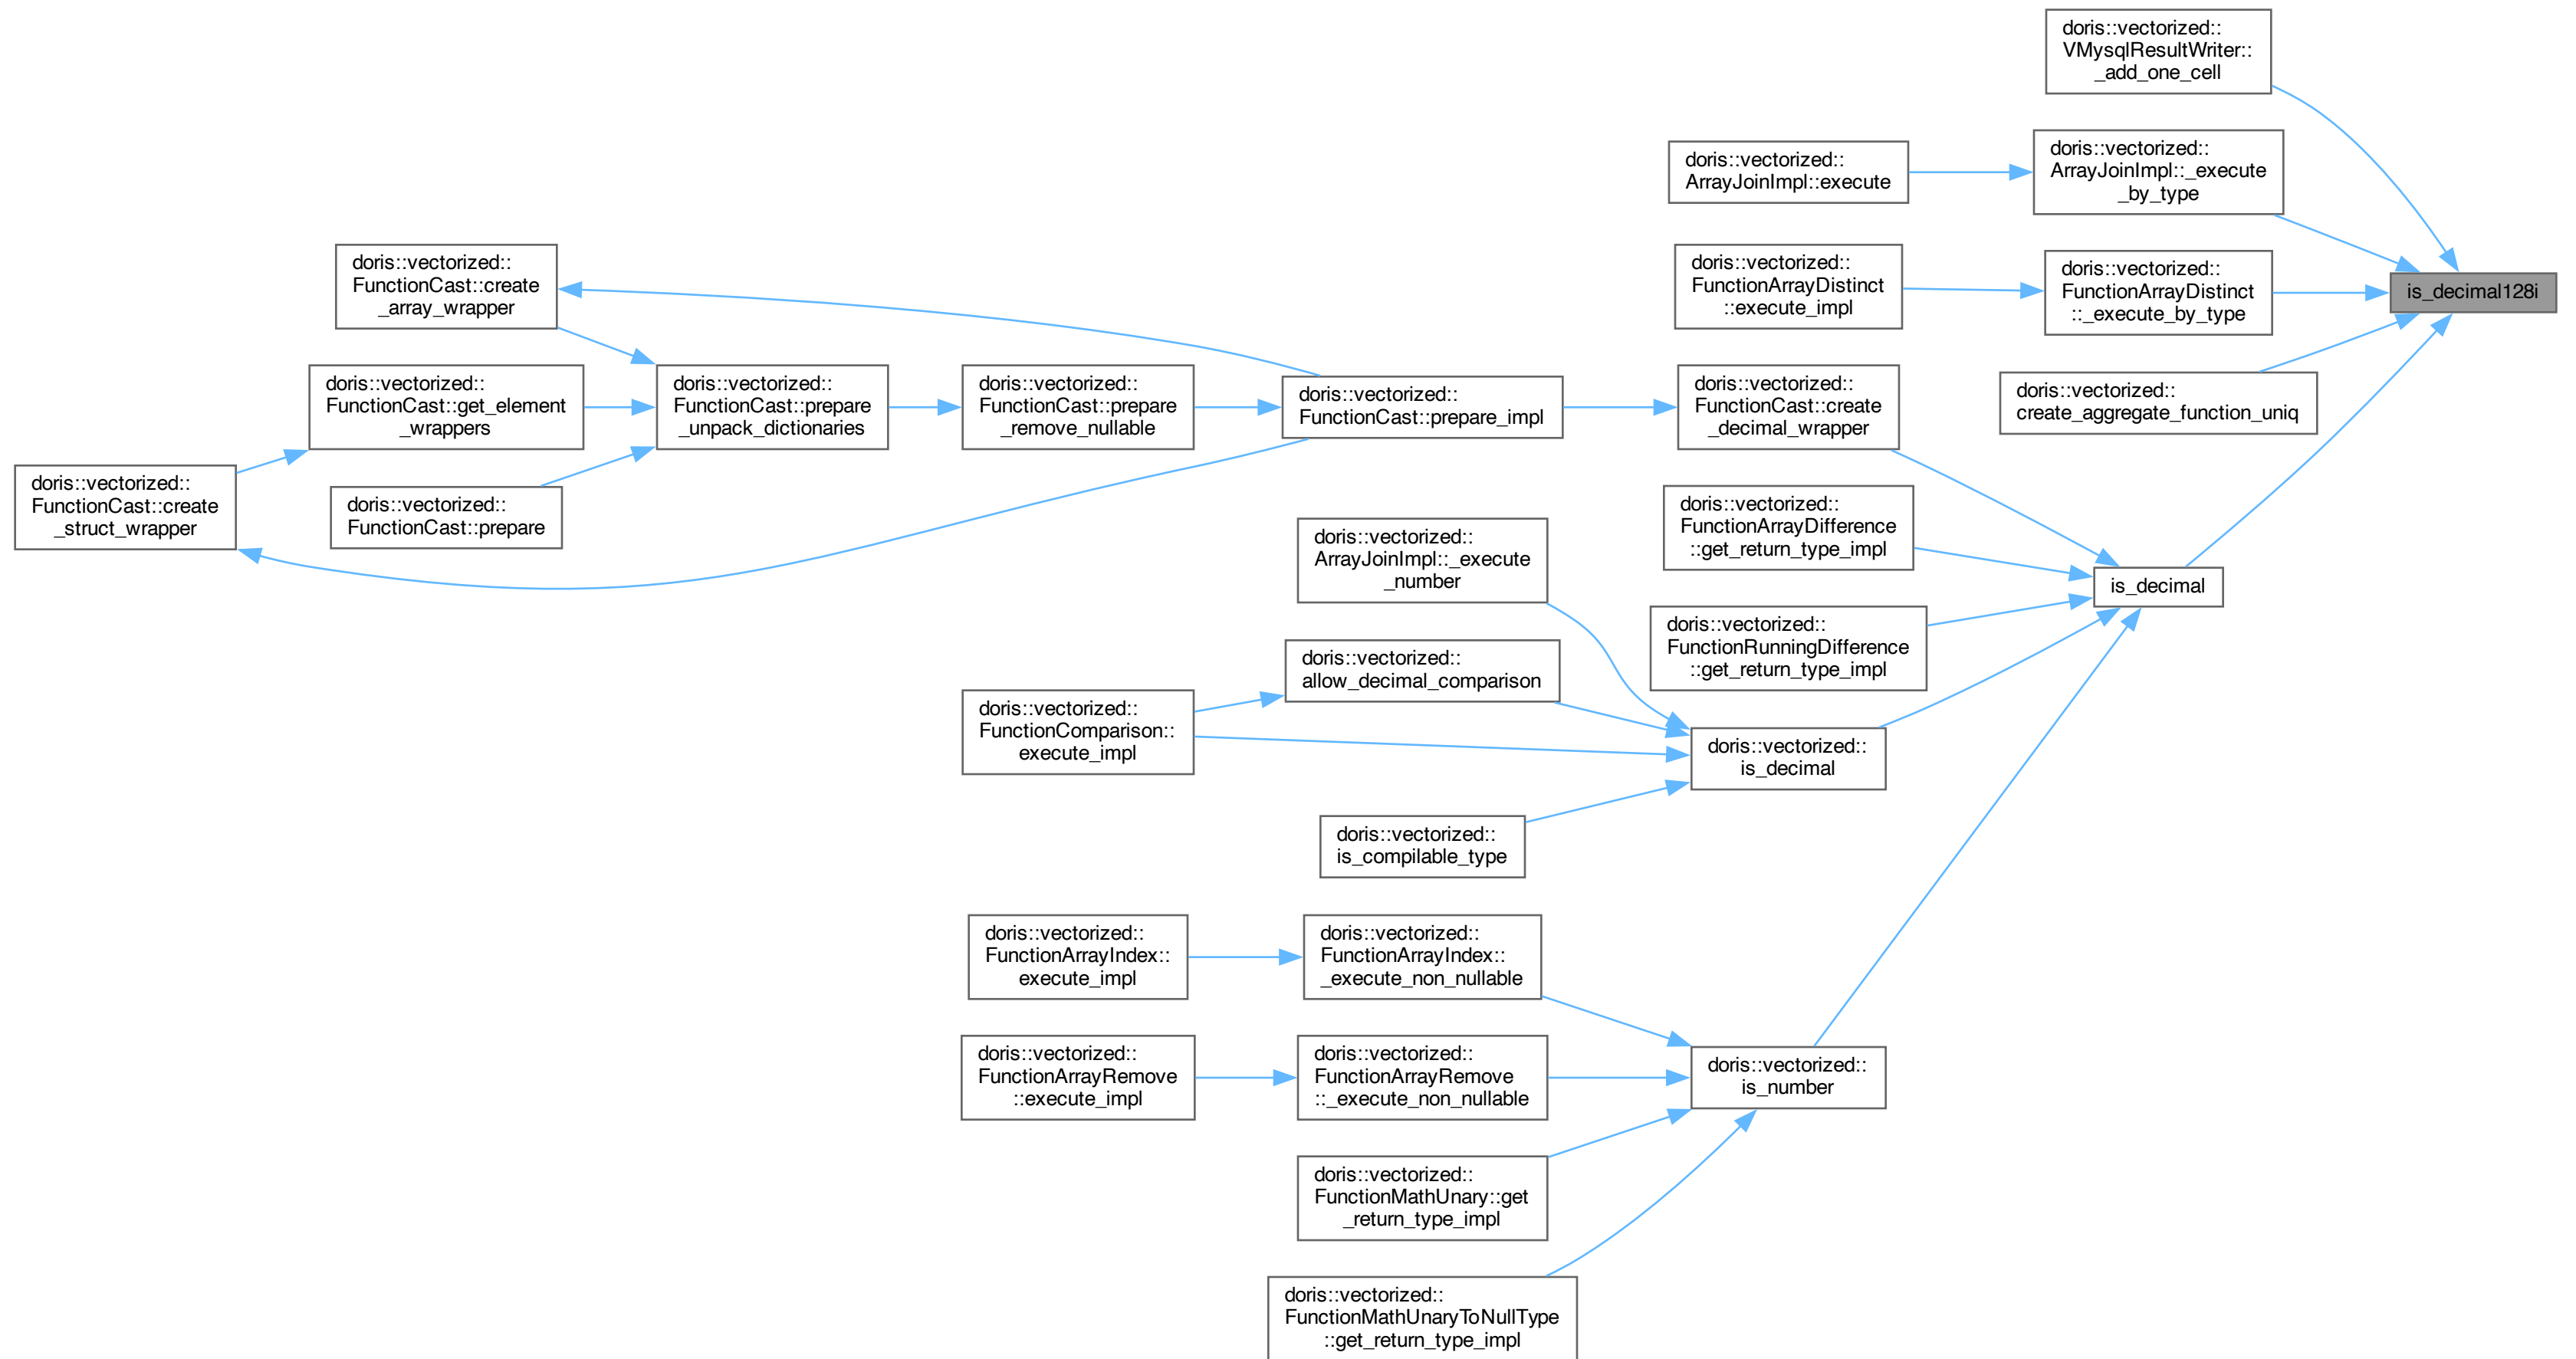 doris::vectorized::
VMysqlResultWriter::
_add_one_cell
doris::vectorized::
ArrayJoinImpl::execute
doris::vectorized::
ArrayJoinImpl::_execute
_by_type
doris::vectorized::
FunctionCast::create
_array_wrapper
doris::vectorized::
FunctionArrayDistinct
::execute_impl
doris::vectorized::
FunctionArrayDistinct
::_execute_by_type
is_decimal128i
doris::vectorized::
FunctionCast::get_element
_wrappers
doris::vectorized::
FunctionCast::prepare
_unpack_dictionaries
doris::vectorized::
FunctionCast::prepare
_remove_nullable
doris::vectorized::
FunctionCast::prepare_impl
doris::vectorized::
FunctionCast::create
_decimal_wrapper
doris::vectorized::
create_aggregate_function_uniq
doris::vectorized::
FunctionCast::create
_struct_wrapper
doris::vectorized::
FunctionCast::prepare
doris::vectorized::
FunctionArrayDifference
::get_return_type_impl
doris::vectorized::
ArrayJoinImpl::_execute
_number
is_decimal
doris::vectorized::
FunctionRunningDifference
::get_return_type_impl
doris::vectorized::
allow_decimal_comparison
doris::vectorized::
FunctionComparison::
execute_impl
doris::vectorized::
is_decimal
doris::vectorized::
is_compilable_type
doris::vectorized::
FunctionArrayIndex::
execute_impl
doris::vectorized::
FunctionArrayIndex::
_execute_non_nullable
doris::vectorized::
FunctionArrayRemove
::execute_impl
doris::vectorized::
FunctionArrayRemove
::_execute_non_nullable
doris::vectorized::
is_number
doris::vectorized::
FunctionMathUnary::get
_return_type_impl
doris::vectorized::
FunctionMathUnaryToNullType
::get_return_type_impl